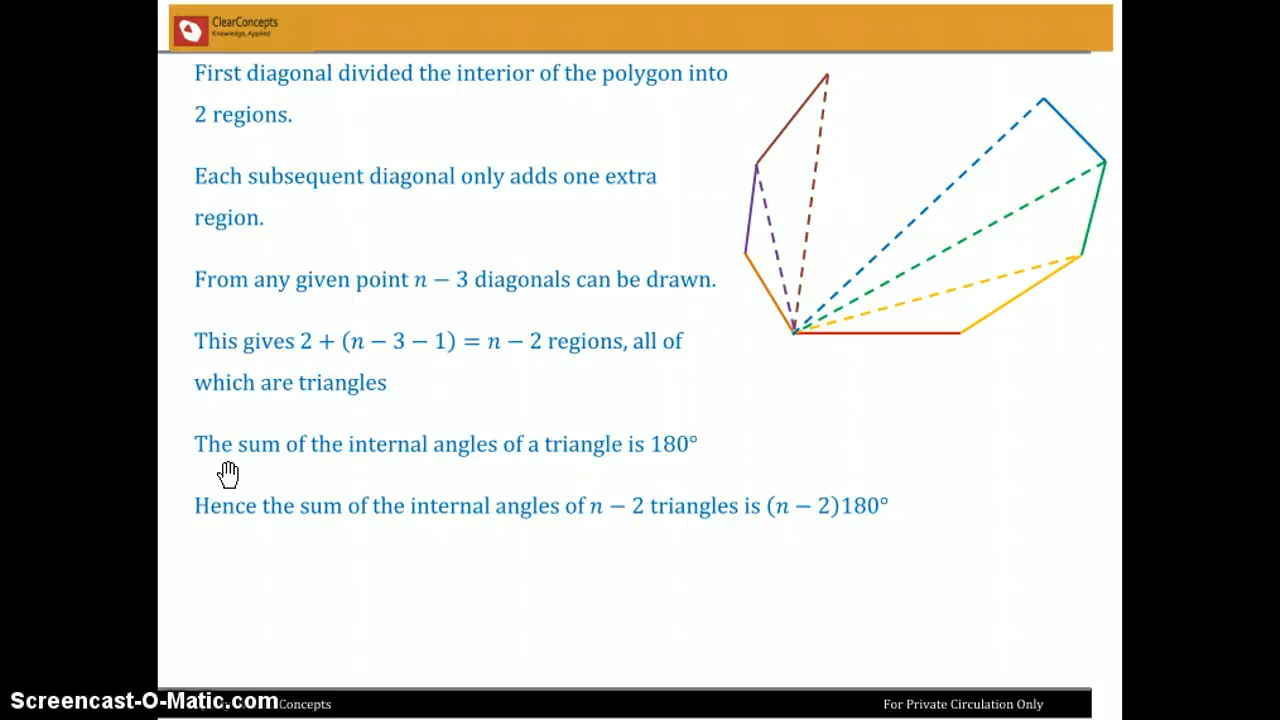 ClearConcepts
Knowledge, Applied
First diagonal divided the interior of the polygon into
2 regions.
Each subsequent diagonal only adds one extra
region.
From any given point n − 3 diagonals can be drawn.
This gives 2 + (n − 3 − 1) = n − 2 regions, all of
which are triangles
The sum of the internal angles of a triangle is 180°
Hence the sum of the internal angles of n − 2 triangles is (n − 2)180°
Screencast-O-Matic.com
Concepts
For Private Circulation Only